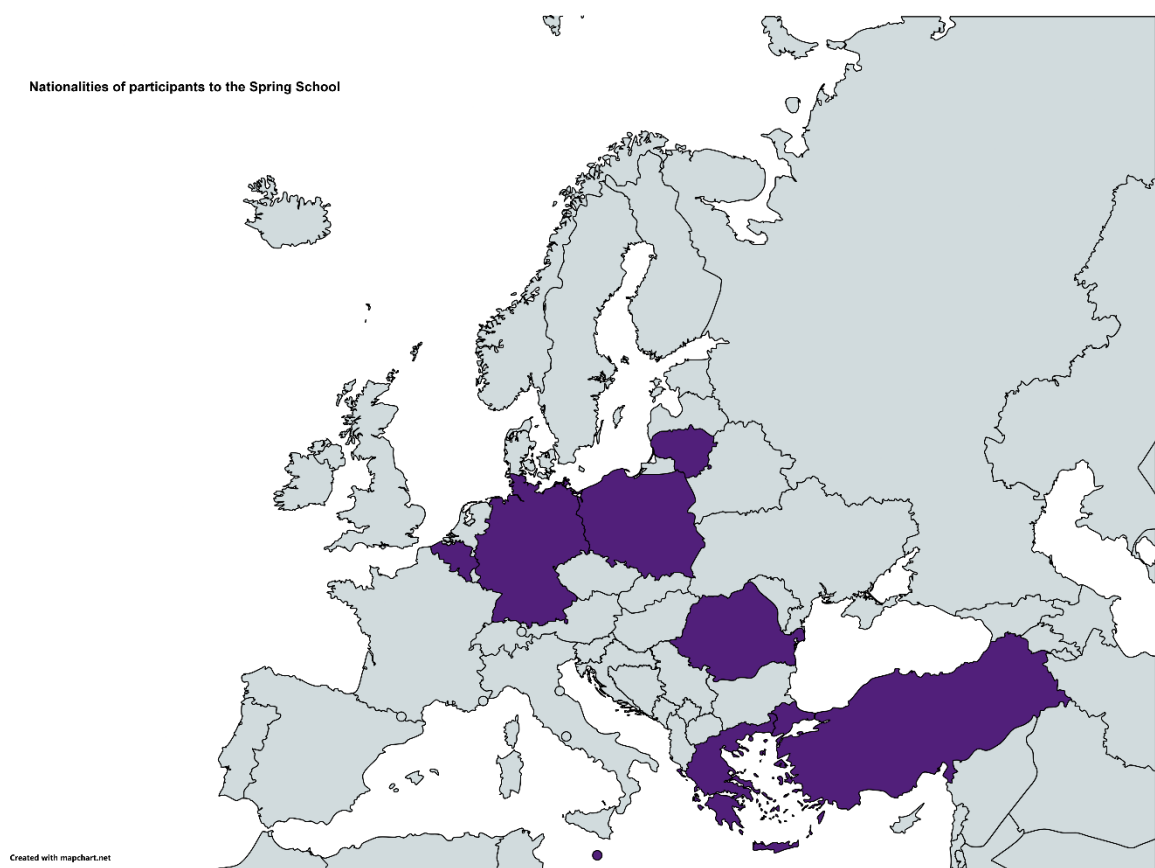 Nationalities of participants to the Spring School
Created with mapchart.net